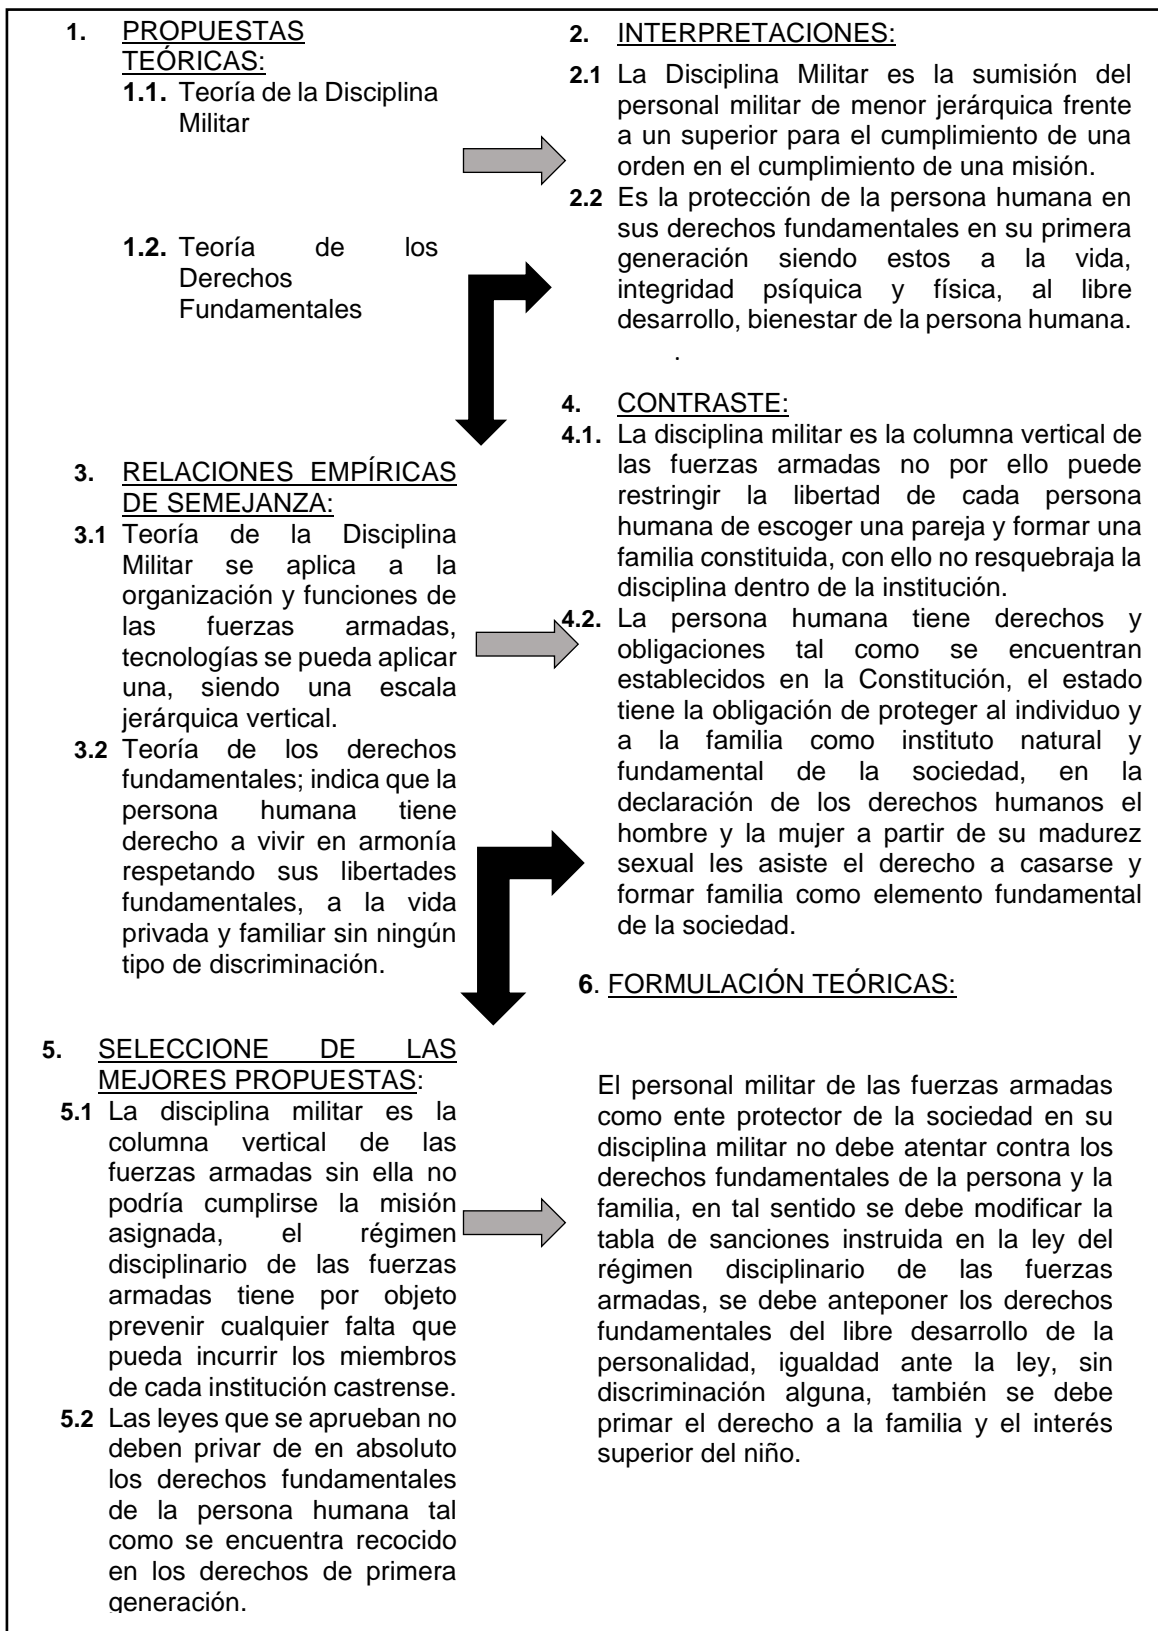 1. PROPUESTAS
TEÓRICAS:
1.1. Teoría de la Disciplina
Militar
1.2. Teoría de los
Derechos
Fundamentales
2. INTERPRETACIONES:
2.1 La Disciplina Militar es la sumisión del
personal militar de menor jerárquica frente
a un superior para el cumplimiento de una
orden en el cumplimiento de una misión.
2.2 Es la protección de la persona humana en
sus derechos fundamentales en su primera
generación siendo estos a la vida,
integridad psíquica y física, al libre
desarrollo, bienestar de la persona humana.
.
3. RELACIONES EMPÍRICAS
DE SEMEJANZA:
3.1 Teoría de la Disciplina
Militar se aplica a la
organización y funciones de
las fuerzas armadas,
tecnologías se pueda aplicar
una, siendo una escala
jerárquica vertical.
3.2 Teoría de los derechos
fundamentales; indica que la
persona humana tiene
derecho a vivir en armonía
respetando sus libertades
fundamentales, a la vida
privada y familiar sin ningún
tipo de discriminación.
4. CONTRASTE:
4.1. La disciplina militar es la columna vertical de
las fuerzas armadas no por ello puede
restringir la libertad de cada persona
humana de escoger una pareja y formar una
familia constituida, con ello no resquebraja la
disciplina dentro de la institución.
4.2. La persona humana tiene derechos y
obligaciones tal como se encuentran
establecidos en la Constitución, el estado
tiene la obligación de proteger al individuo y
a la familia como instituto natural y
fundamental de la sociedad, en la
declaración de los derechos humanos el
hombre y la mujer a partir de su madurez
sexual les asiste el derecho a casarse y
formar familia como elemento fundamental
de la sociedad.
5. SELECCIONE DE LAS
MEJORES PROPUESTAS:
5.1 La disciplina militar es la
columna vertical de las
fuerzas armadas sin ella no
podría cumplirse la misión
asignada, el régimen
disciplinario de las fuerzas
armadas tiene por objeto
prevenir cualquier falta que
pueda incurrir los miembros
de cada institución castrense.
5.2 Las leyes que se aprueban no
deben privar de en absoluto
los derechos fundamentales
de la persona humana tal
como se encuentra recocido
en los derechos de primera
generación.
6. FORMULACIÓN TEÓRICAS:
El personal militar de las fuerzas armadas
como ente protector de la sociedad en su
disciplina militar no debe atentar contra los
derechos fundamentales de la persona y la
familia, en tal sentido se debe modificar la
tabla de sanciones instruida en la ley del
régimen disciplinario de las fuerzas
armadas, se debe anteponer los derechos
fundamentales del libre desarrollo de la
personalidad, igualdad ante la ley, sin
discriminación alguna, también se debe
primar el derecho a la familia y el interés
superior del niño.